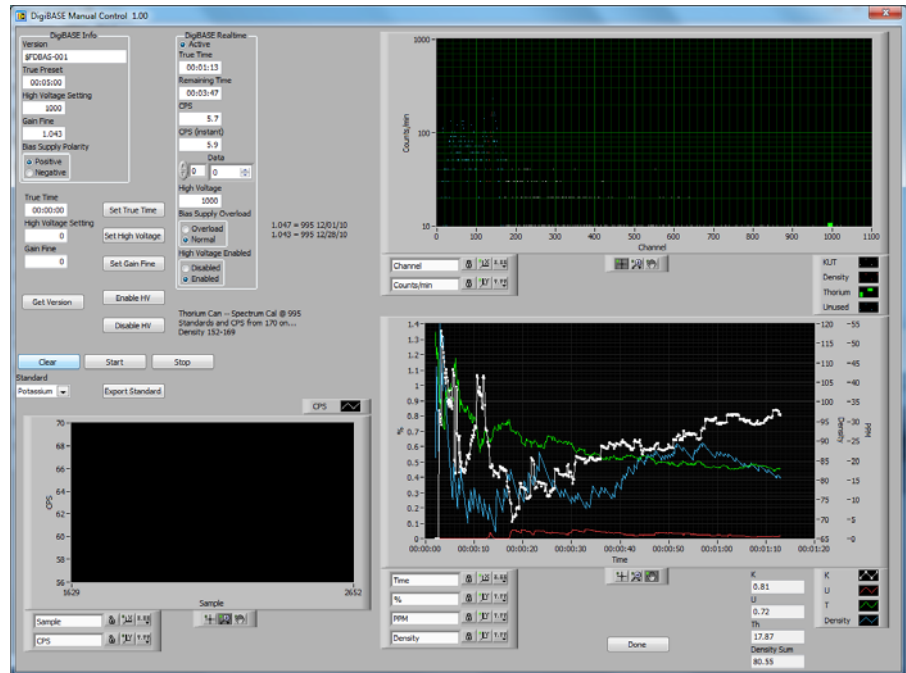 DigiBASE Manual Control 1.00
DigiBASE Info
Version
$FDBAS-001
True Preset
00:05:00
High Voltage Setting
1000
Gain Fine
1.043
Bias Supply Polarity
Positive
Negative
DigiBASE Realtime
Active
True Time
00:01:13
Remaining Time
00:03:47
CPS
5.7
CPS (instant)
5.9
Data
0 0
High Voltage
1000
Bias Supply Overload
Overload
Normal
High Voltage Enabled
Disabled
Enabled
1.047 = 995 12/01/10
1.043 = 995 12/28/10
True Time
00:00:00 Set True Time
High Voltage Setting
0 Set High Voltage
Gain Fine
0 Set Gain Fine
Get Version Enable HV
Disable HV
Thorium Can -- Spectrum Cal @ 995
Standards and CPS from 170 on...
Density 152-169
Clear Start Stop
Standard
Potassium Export Standard
CPS
70
68
66
64
62
60
58
56
CPS
1629 2652
Sample
Sample
CPS
1000
100
10
Counts/min
0 100 200 300 400 500 600 700 800 900 1000 1100
Channel
Channel
Counts/min
KUT
Density
Thorium
Unused
1.4
1.3
1.2
1.1
1
0.9
0.8
0.7
0.6
0.5
0.4
0.3
0.2
0.1
0
%
120
115
110
105
100
95
90
85
80
75
70
65
Density
55
50
45
40
35
30
25
20
15
10
5
0
PPM
00:00:00 00:00:10 00:00:20 00:00:30 00:00:40 00:00:50 00:01:00 00:01:10 00:01:20
Time
Time
%
PPM
Density
Done
K
0.81
U
0.72
Th
17.87
Density Sum
80.55
K
U
T
Density